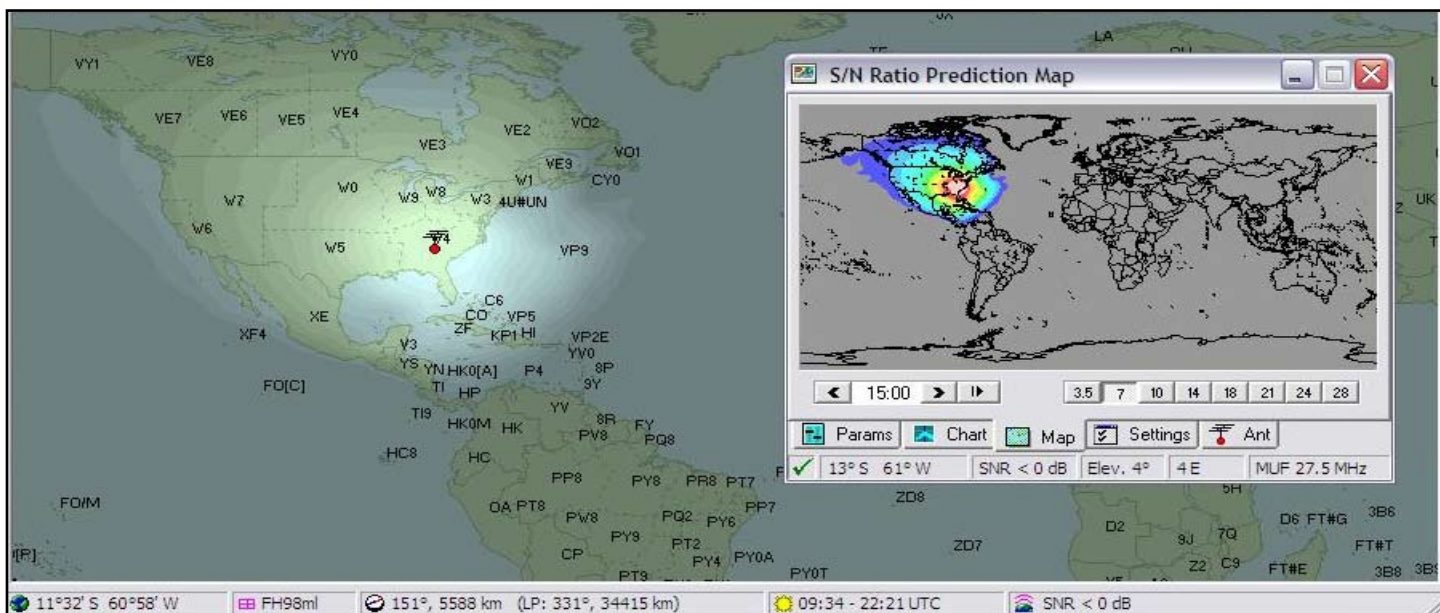 JX
LA
OH
TF
S/N Ratio Prediction Map
VY1
VE8
VY0
VE7
VE6
VE5
VE4
VE3
VE2
VO2
VO1
VE9
CY0
W1
W0
W9
W8
W3
4U#UN
W7
W6
W5
W4
VP9
UK
Z
T
C6
CO
VP5
ZF
KP1
HI
XE
XF4
V3
VP2E
YV0
YS
YN
HK0[A]
P4
8P
9Y
FO[C]
TI
HP
TI9
YV
8R
FY
HK0M
HK
PV8
PQ8
HC8
HC
PP8
PY8
PR8
PT7
FO/M
OA
PT8
PW8
PQ2
PY6
PP7
ZD8
5H
D2
9J
7Q
D6
FT#G
3B6
PY9
PT2
ZD7
CP
PY4
PY0A
Z2
C9
FT#E
FT#T
PT9
PY0T
3B8
15:00
3.5 7 10 14 18 21 24 28
Params Chart Map Settings Ant
13° S 61° W SNR < 0 dB Elev. 4° 4 E MUF 27.5 MHz
11°32' S 60°58' W FH98ml 151°, 5588 km (LP: 331°, 34415 km) 09:34 - 22:21 UTC SNR < 0 dB